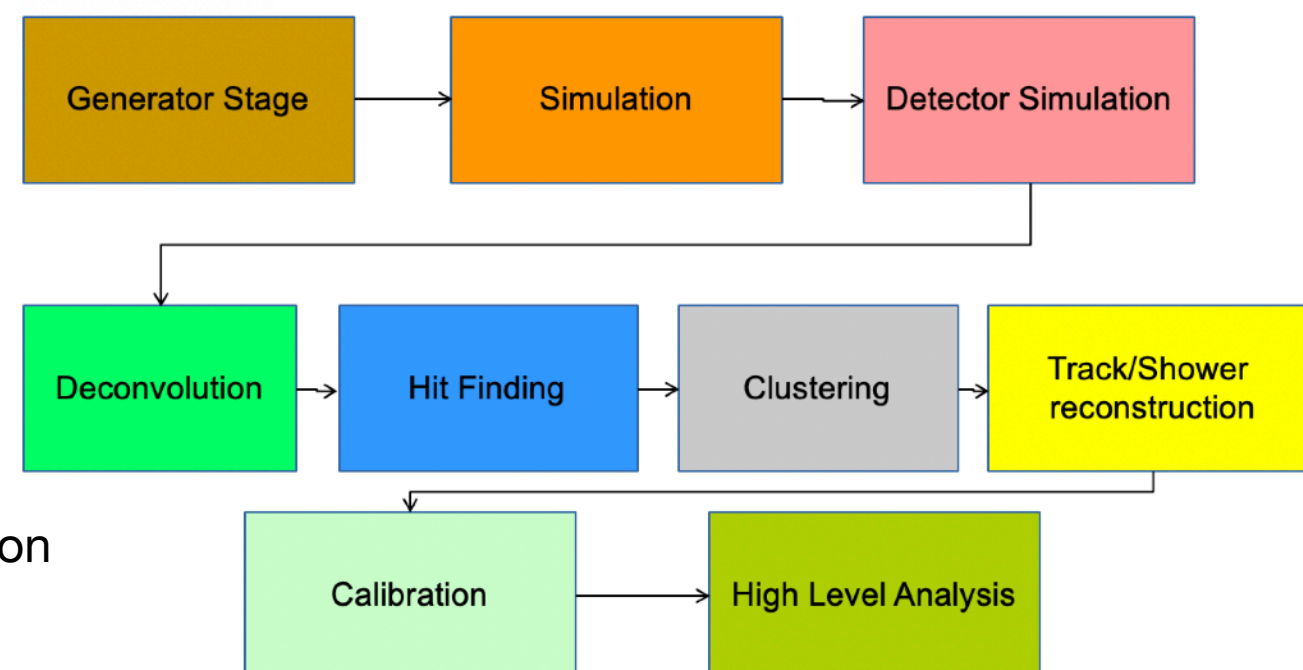 Generator Stage
Simulation
Detector Simulation
Deconvolution
Hit Finding
Clustering
Track/Shower
reconstruction
on
Calibration
High Level Analysis